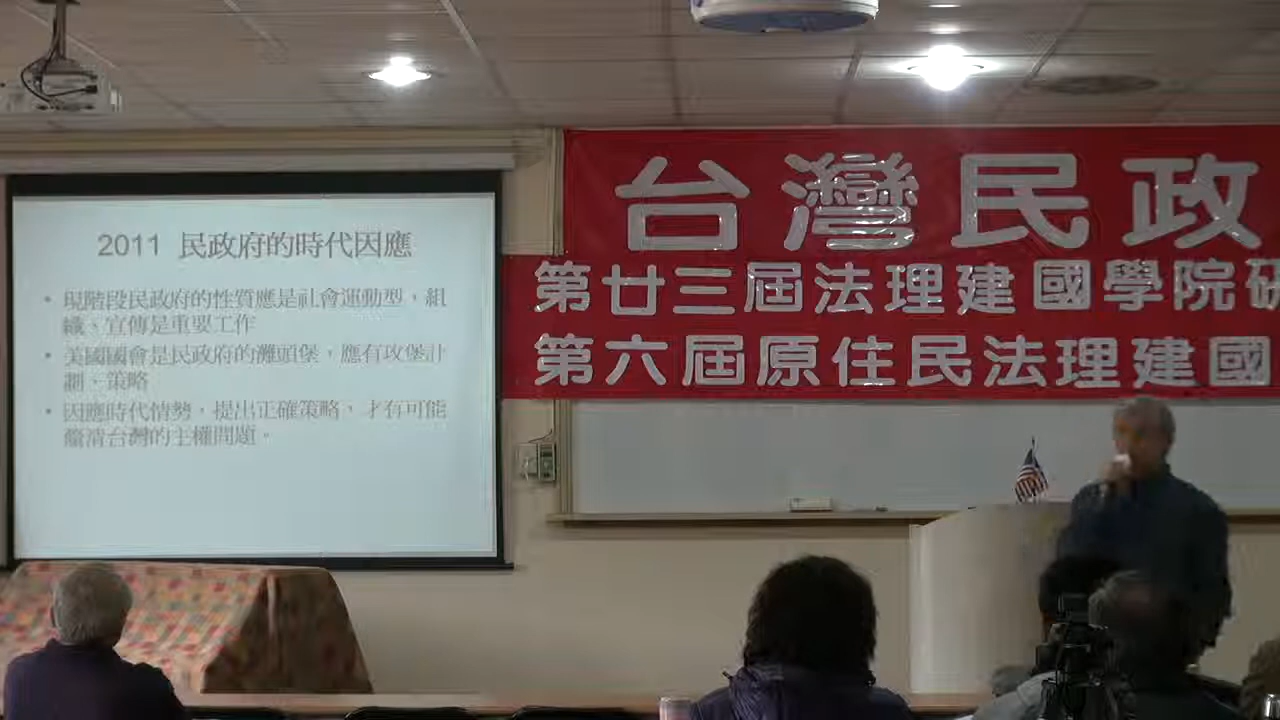 2011 民政府的時代因應
• 現階段民政府的性質應是社會運動型，組
織、宣傳是重要工作
• 美國國會是民政府的灘頭堡，應有攻堡計
劃、策略
• 因應時代情勢，提出正確策略，才有可能
釐清台灣的主權問題。
台灣民政
第廿三屆法理建國學院研
第六屆原住民法理建國